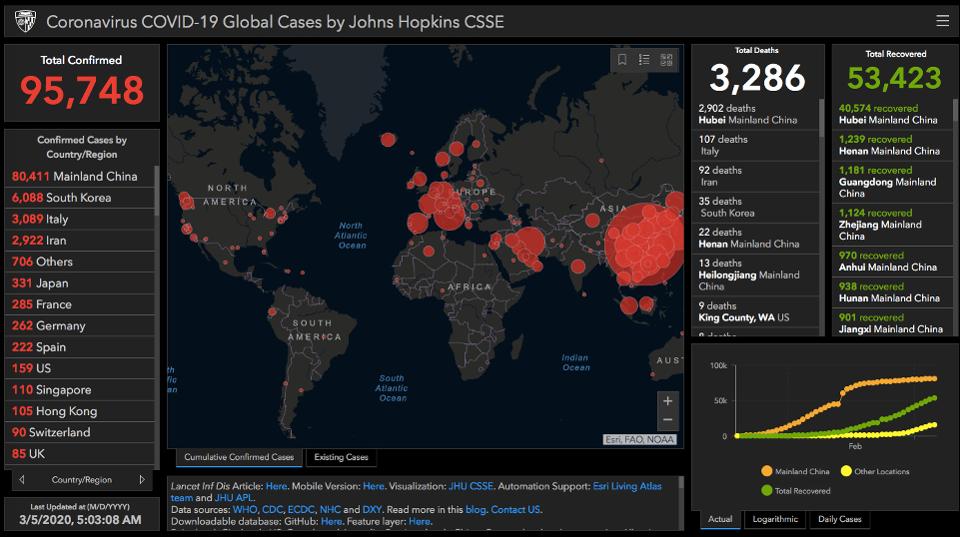 Coronavirus COVID-19 Global Cases by Johns Hopkins CSSE
Total Confirmed
95,748
Confirmed Cases by
Country/Region
80,411 Mainland China
6,088 South Korea
3,089 Italy
2,922 Iran
706 Others
331 Japan
285 France
262 Germany
222 Spain
159 US
110 Singapore
105 Hong Kong
90 Switzerland
85 UK
Country/Region
Last Updated at (M/D/YYYY)
3/5/2020, 5:03:08 AM
NORTH
AMERICA
EUROPE
ASIA
North
Atlantic
Ocean
AFRICA
SOUTH
AMERICA
Indian
Ocean
AUST
South
Atlantic
Ocean
Ocean
+
−
Esri, FAO, NOAA
Cumulative Confirmed Cases
Existing Cases
Lancet Inf Dis Article: Here. Mobile Version: Here. Visualization: JHU CSSE. Automation Support: Esri Living Atlas
team and JHU APL.
Data sources: WHO, CDC, ECDC, NHC and DXY. Read more in this blog. Contact US.
Downloadable database: GitHub: Here. Feature layer: Here.
Total Deaths
3,286
2,902 deaths
Hubei Mainland China
107 deaths
Italy
92 deaths
Iran
35 deaths
South Korea
22 deaths
Henan Mainland China
13 deaths
Heilongjiang Mainland
China
9 deaths
King County, WA US
Total Recovered
53,423
40,574 recovered
Hubei Mainland China
1,239 recovered
Henan Mainland China
1,181 recovered
Guangdong Mainland
China
1,124 recovered
Zhejiang Mainland
China
970 recovered
Anhui Mainland China
938 recovered
Hunan Mainland China
901 recovered
Jiangxi Mainland China
100k
50k
0
Feb
Mainland China
Other Locations
Total Recovered
Actual
Logarithmic
Daily Cases